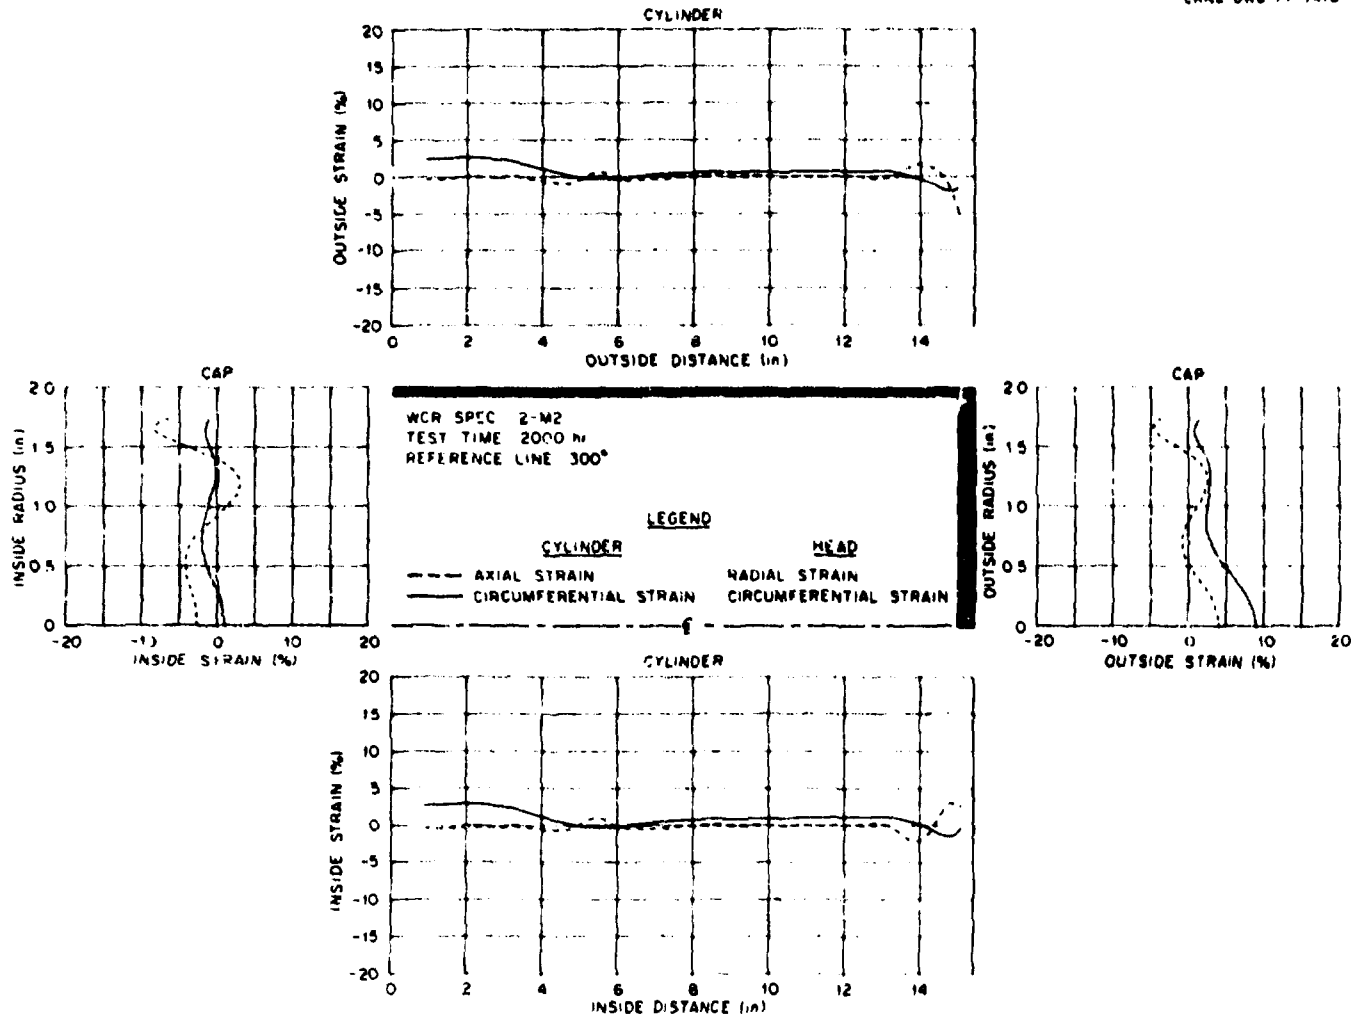 CYLINDER
20
15
10
5
0
-5
-10
-15
-20
OUTSIDE STRAIN (%)
0 2 4 6 8 10 12 14
OUTSIDE DISTANCE (in)
CAP
2.0
1.5
1.0
0.5
0
INSIDE RADIUS (in)
-20 -10 0 10 20
INSIDE STRAIN (%)
WCR SPEC 2-M2
TEST TIME 2000 hr
REFERENCE LINE 300°
LEGEND
CYLINDER HEAD
AXIAL STRAIN RADIAL STRAIN
CIRCUMFERENTIAL STRAIN CIRCUMFERENTIAL STRAIN
CAP
2.0
1.5
1.0
0.5
0
OUTSIDE RADIUS (in)
-20 -10 0 10 20
OUTSIDE STRAIN (%)
CYLINDER
20
15
10
5
0
-5
-10
-15
-20
INSIDE STRAIN (%)
0 2 4 6 8 10 12 14
INSIDE DISTANCE (in)